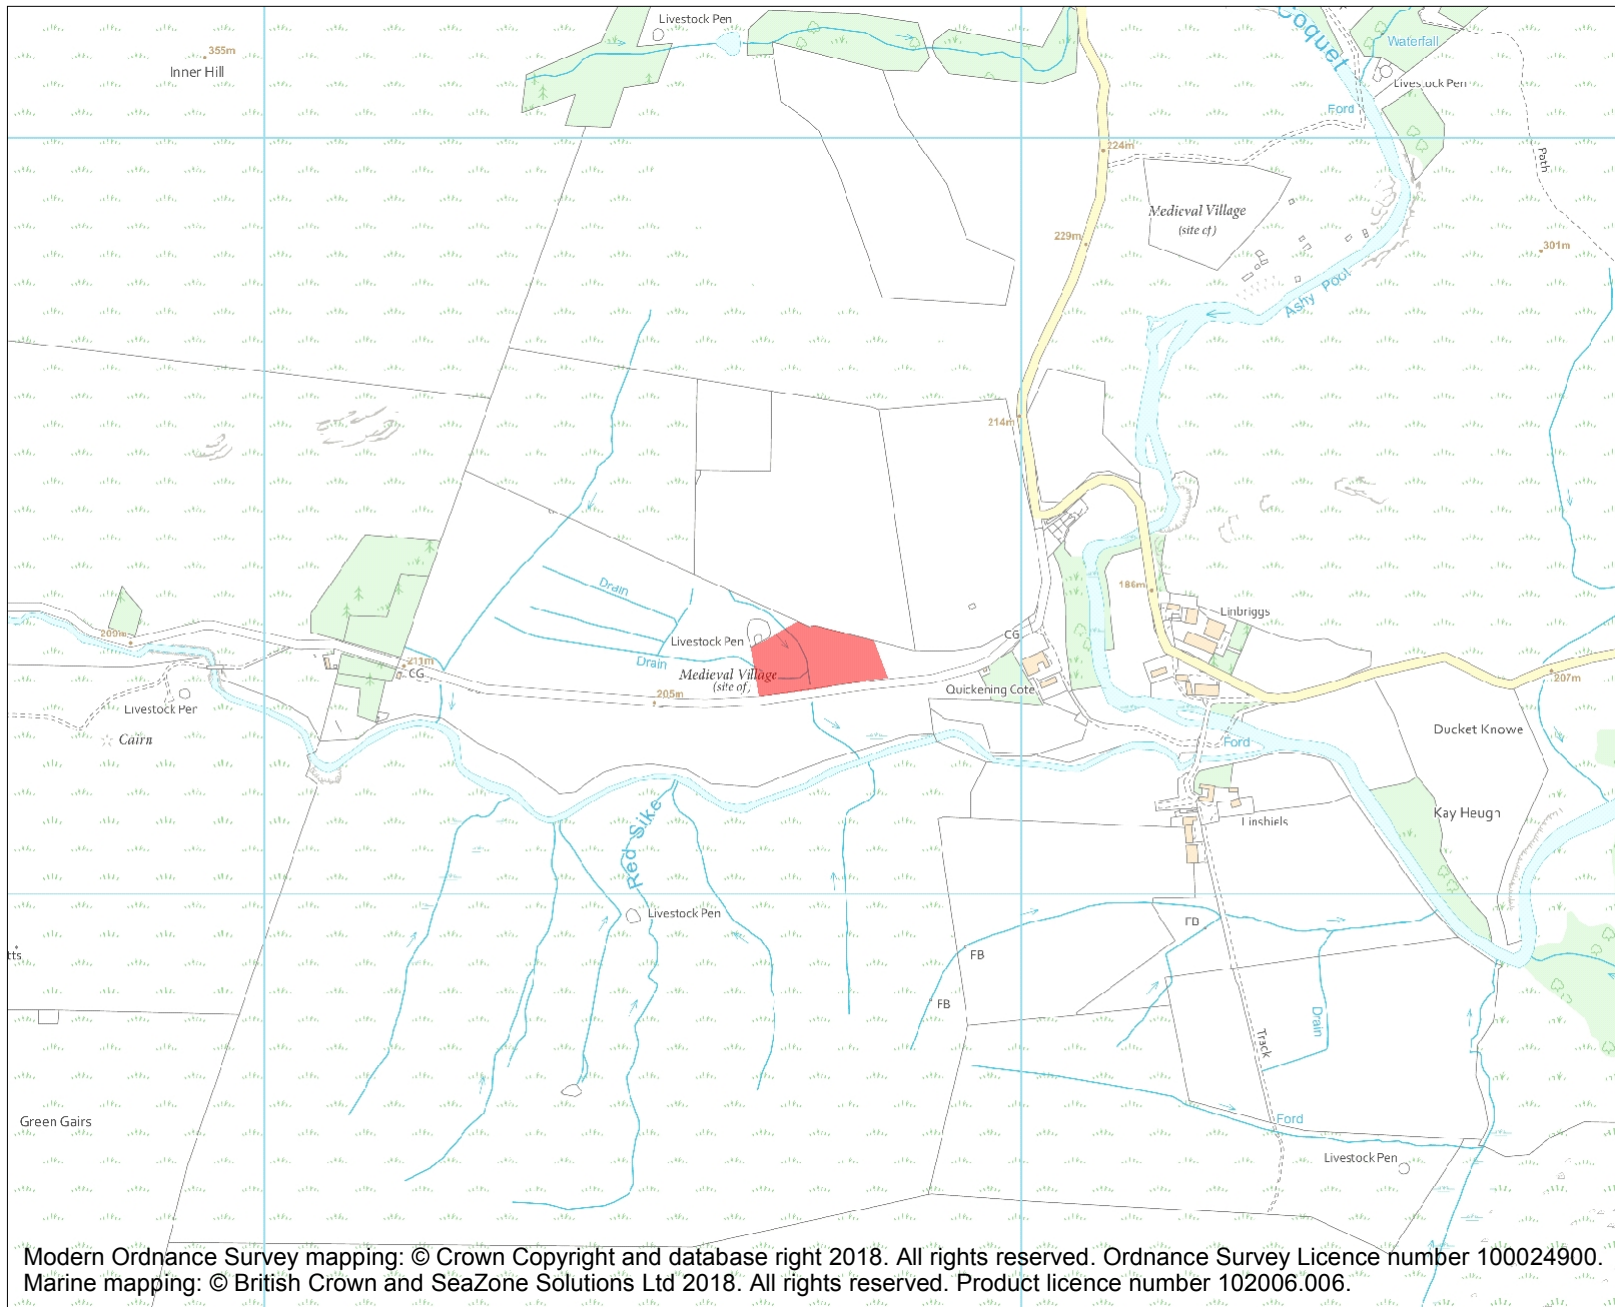 Livestock Pen
355m
Inner Hill
Coquet
Waterfall
Livestock Pen
Ford
224m
Path
Medieval Village
(site of)
229m
301m
Ashy Pool
214m
186m
Linbriggs
Drain
Livestock Pen
Drain
CG
209m
211m
CG
Medieval Village
(site of)
205m
Quickening Cote
207m
Livestock Pen
Cairn
Ducket Knowe
Ford
Kay Heugh
Linshiels
Red Sike
Livestock Pen
FB
tts
FB
FB
Drain
Track
Green Gairs
Ford
Livestock Pen
Modern Ordnance Survey mapping: © Crown Copyright and database right 2018. All rights reserved. Ordnance Survey Licence number 100024900.
Marine mapping: © British Crown and SeaZone Solutions Ltd 2018. All rights reserved. Product licence number 102006.006.